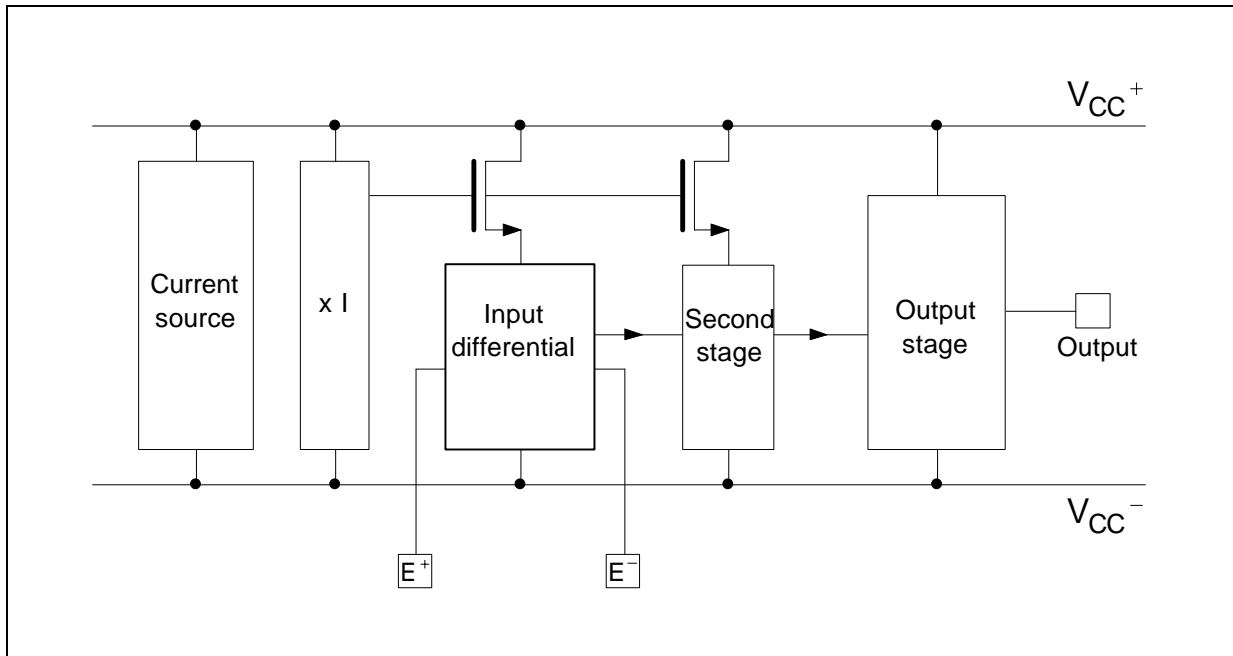 VCC+
Current
source
x I
Input
differential
Second
stage
Output
stage
Output
VCC−
E+
E−